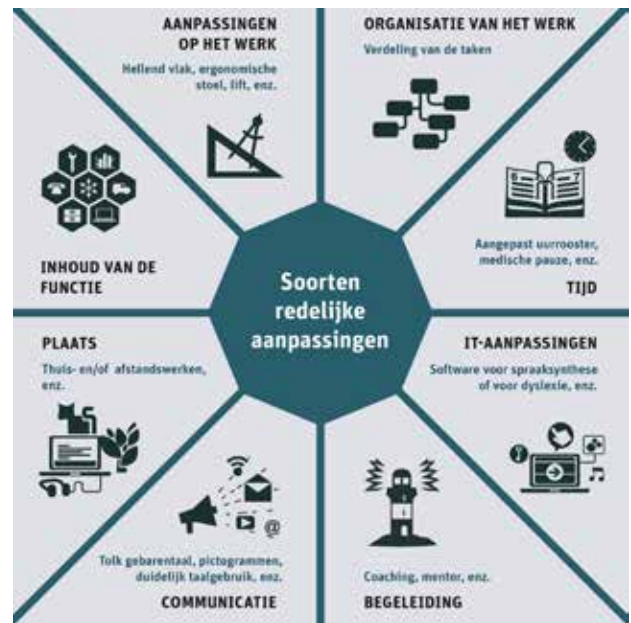 AANPASSINGEN
OP HET WERK
Hellend vlak, ergonomische
stoel, lift, enz.
ORGANISATIE VAN HET WERK
Verdeling van de taken
Aangepast uurrooster,
medische pauze, enz.
TIJD
IT-AANPASSINGEN
Software voor spraaksynthese
of voor dyslexie, enz.
Coaching, mentor, enz.
BEGELEIDING
Tolk gebarentaal, pictogrammen,
duidelijk taalgebruik, enz.
COMMUNICATIE
PLAATS
Thuis- en/of afstandswerken,
enz.
INHOUD VAN DE
FUNCTIE
Soorten
redelijke
aanpassingen
6
7
@